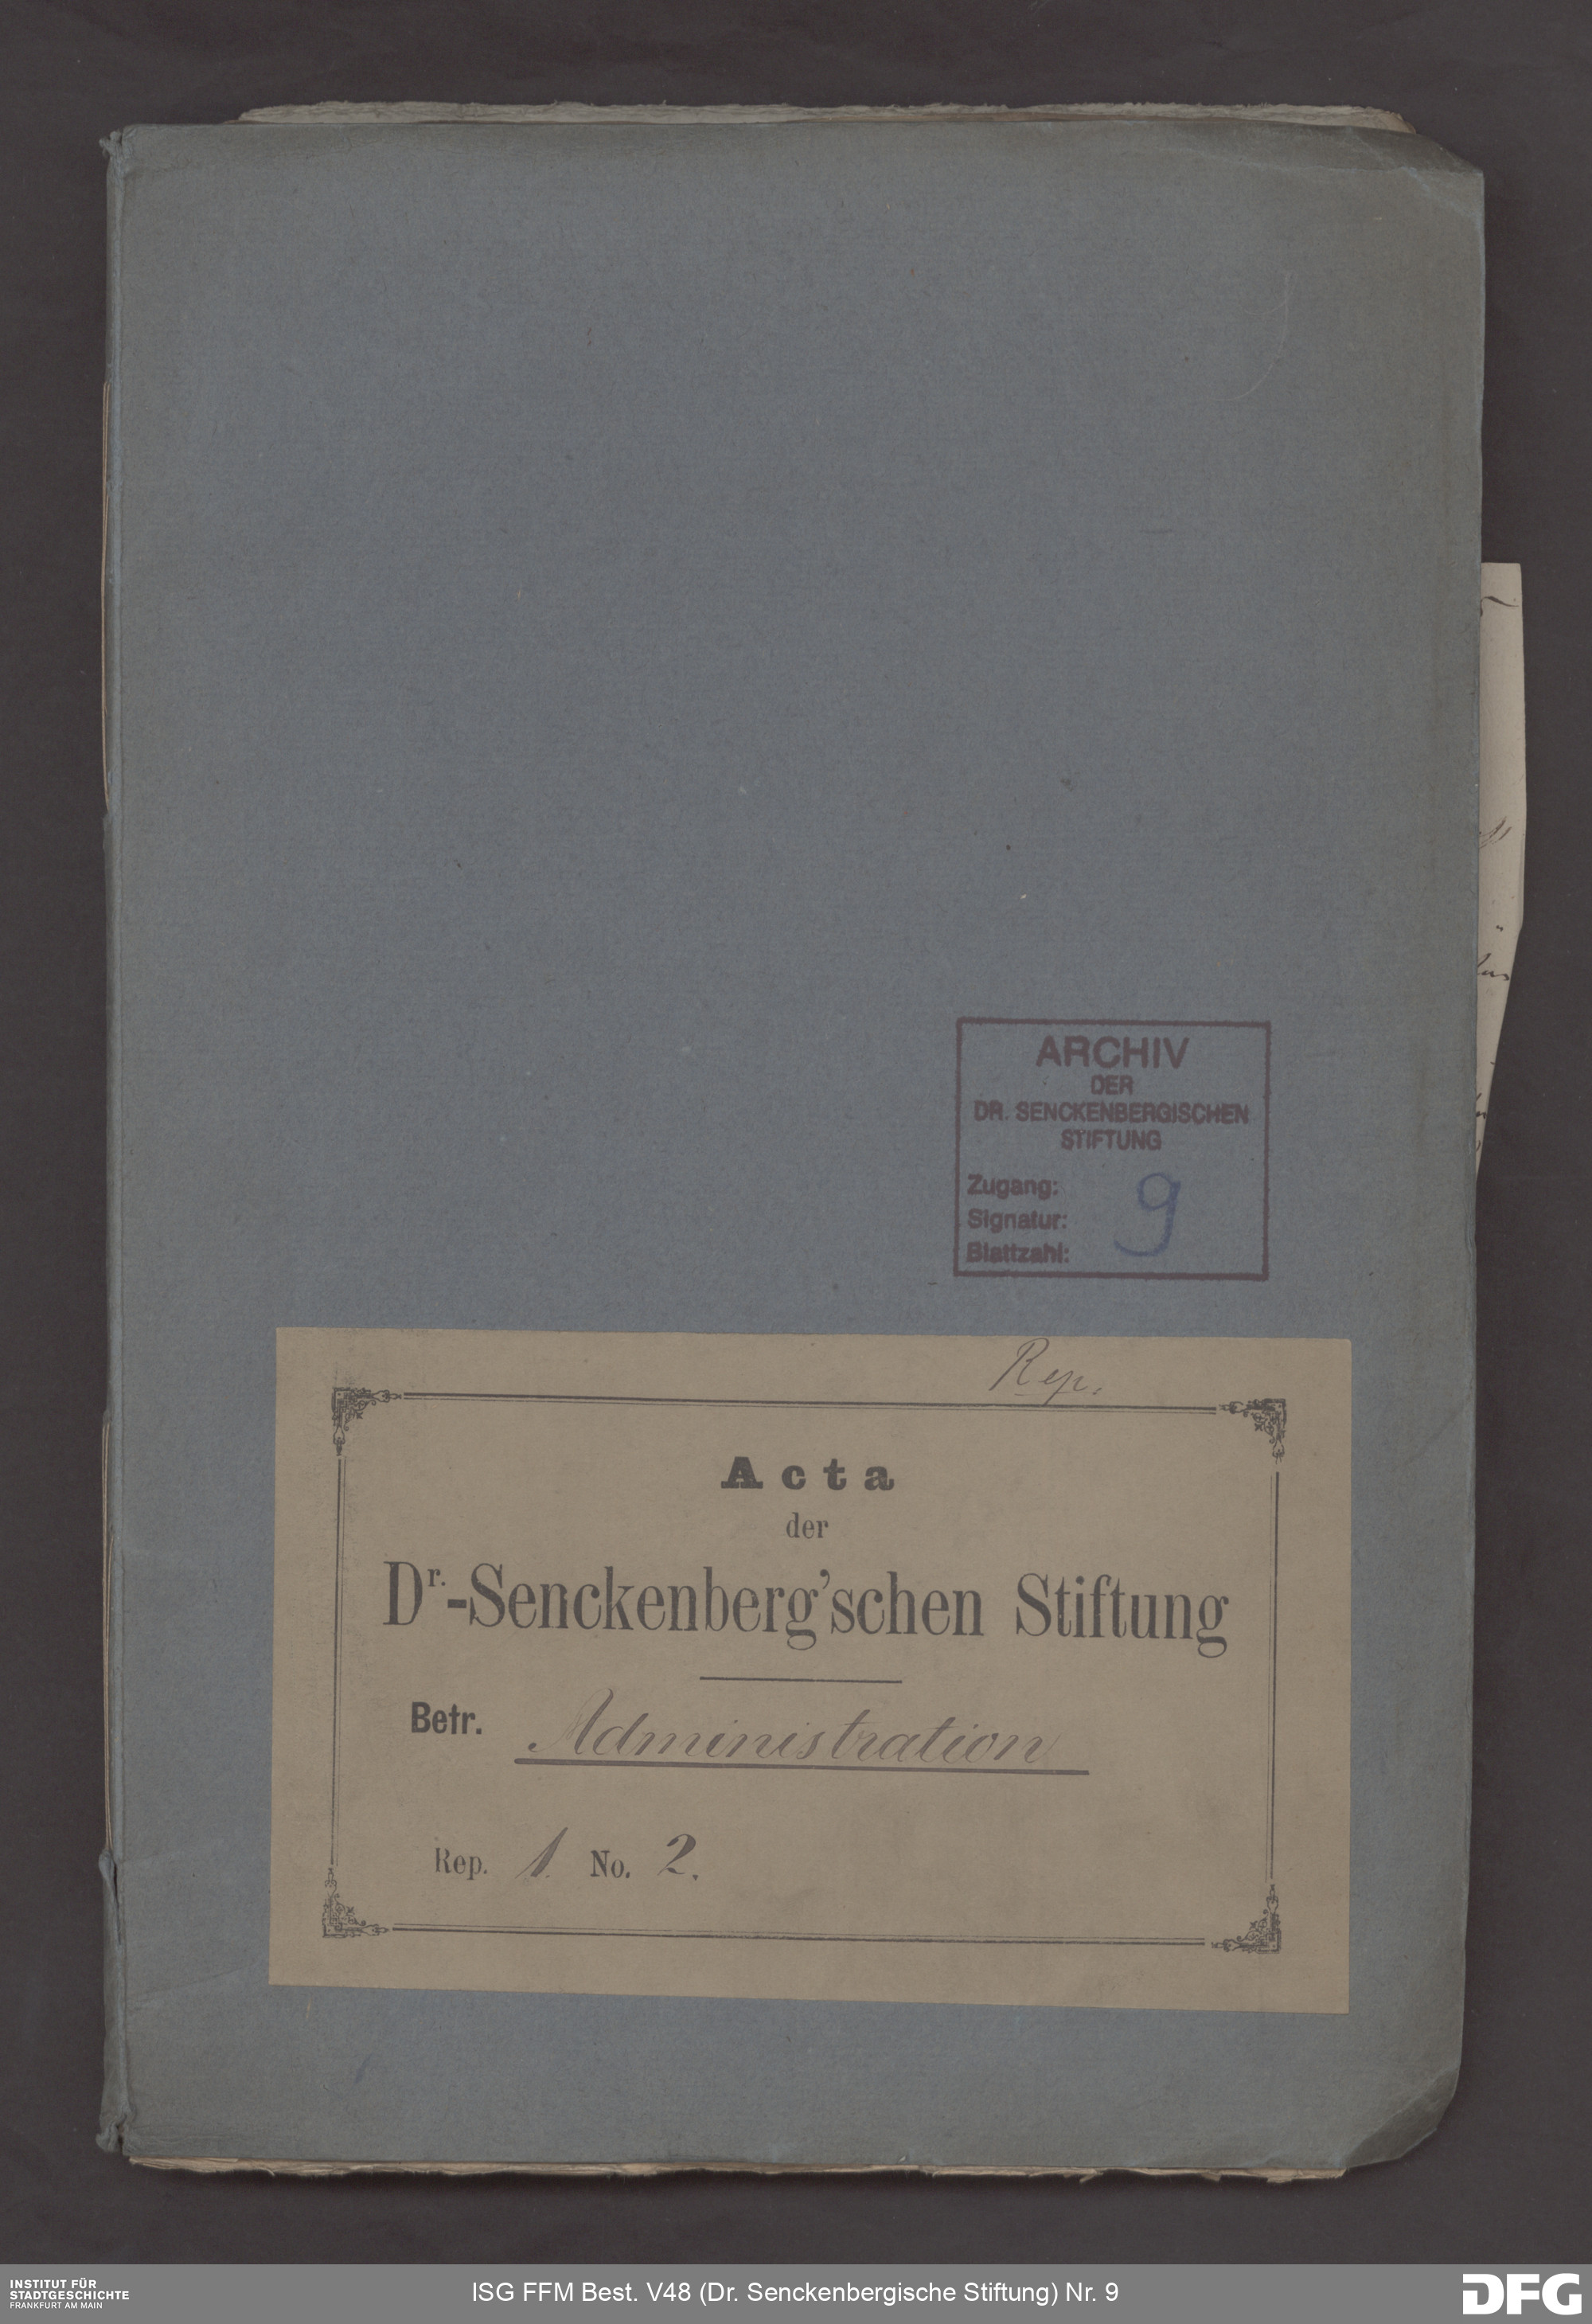 ARCHIV
DER
DR. SENCKENBERGISCHEN
STIFTUNG
Zugang:
Signatur: 9
Blattzahl:
Rep.
Acta
der
Dr.-Senckenberg'schen Stiftung
Betr. Administration
Rep. 1. No. 2.
INSTITUT FÜR
STADTGESCHICHTE
FRANKFURT AM MAIN
ISG FFM Best. V48 (Dr. Senckenbergische Stiftung) Nr. 9
DFG